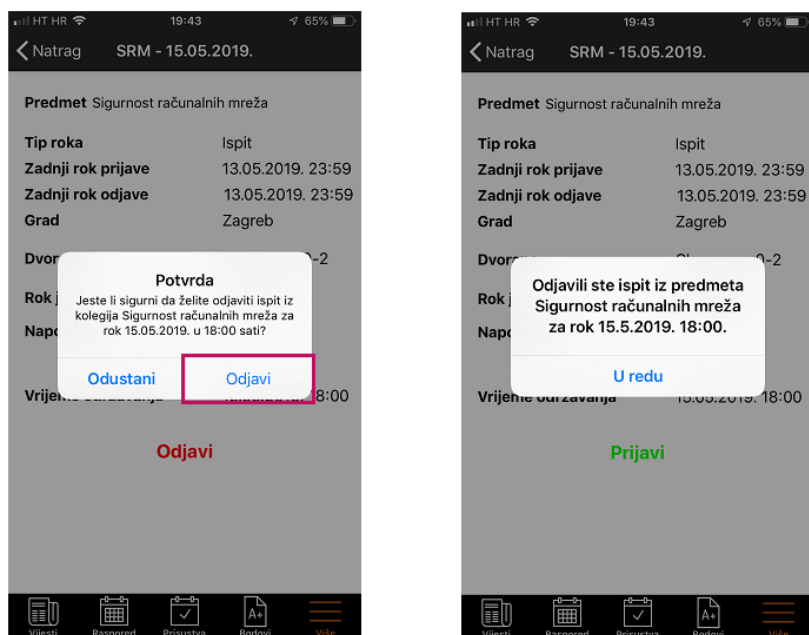 HT HR 19:43 65%
Natrag SRM - 15.05.2019.
Predmet Sigurnost računalnih mreža
Tip roka Ispit
Zadnji rok prijave 13.05.2019. 23:59
Zadnji rok odjave 13.05.2019. 23:59
Grad Zagreb
Potvrda
Jeste li sigurni da želite odjaviti ispit iz
kolegija Sigurnost računalnih mreža za
rok 15.05.2019. u 18:00 sati?
Odustani Odjavi
18:00
Odjavi
Vijesti Raspored Prisustva Bodovi Više
HT HR 19:43 65%
Natrag SRM - 15.05.2019.
Predmet Sigurnost računalnih mreža
Tip roka Ispit
Zadnji rok prijave 13.05.2019. 23:59
Zadnji rok odjave 13.05.2019. 23:59
Grad Zagreb
Odjavili ste ispit iz predmeta
Sigurnost računalnih mreža
za rok 15.5.2019. 18:00.
U redu
Vrijeme održavanja 15.05.2019. 18:00
Prijavi
Vijesti Raspored Prisustva Bodovi Više